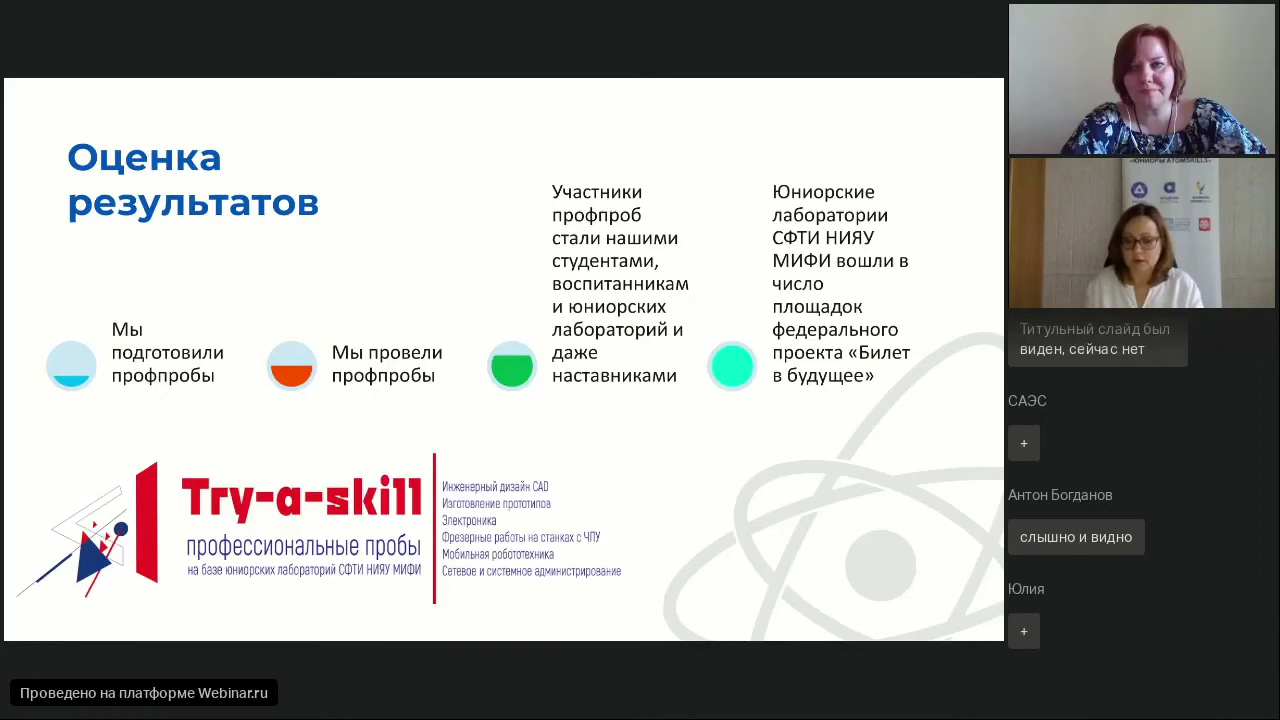 Оценка
результатов
Мы
подготовили
профпробы
Мы провели
профпробы
Участники
профпроб
стали нашими
студентами,
воспитанникам
и юниорских
лабораторий и
даже
наставниками
Юниорские
лаборатории
СФТИ НИЯУ
МИФИ вошли в
число
площадок
федерального
проекта «Билет
в будущее»
Try-a-skill
профессиональные пробы
на базе юниорских лабораторий СФТИ НИЯУ МИФИ
Инженерный дизайн CAD
Изготовление прототипов
Электроника
Фрезерные работы на станках с ЧПУ
Мобильная робототехника
Сетевое и системное администрирование
«ЮНИОРЫ ATOMSKILLS»
Титульный слайд был
виден, сейчас нет
САЭС
+
Антон Богданов
слышно и видно
Юлия
+
Проведено на платформе Webinar.ru